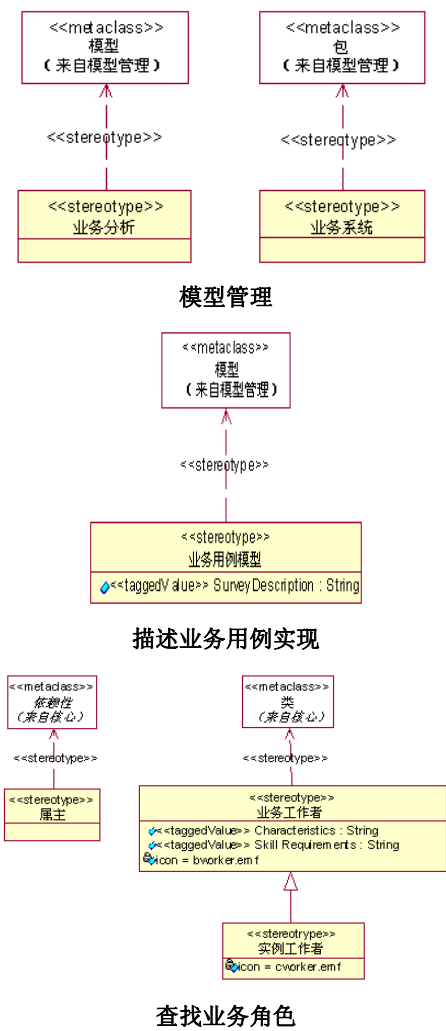 <<metaclass>>
模型
(来自模型管理)
<<metaclass>>
包
(来自模型管理)
<<stereotype>>
<<stereotype>>
<<stereotype>>
业务分析
<<stereotype>>
业务系统
模型管理
<<metaclass>>
模型
(来自模型管理)
<<stereotype>>
<<stereotype>>
业务用例模型
<<taggedValue>> SurveyDescription : String
描述业务用例实现
<<metaclass>>
依赖性
(来自核心)
<<metaclass>>
类
(来自核心)
<<stereotype>>
<<stereotype>>
<<stereotype>>
属主
<<stereotype>>
业务工作者
<<taggedValue>> Characteristics : String
<<taggedValue>> Skill Requirements : String
icon = bworker.emf
<<stereotrype>>
实例工作者
icon = cworker.emf
查找业务角色